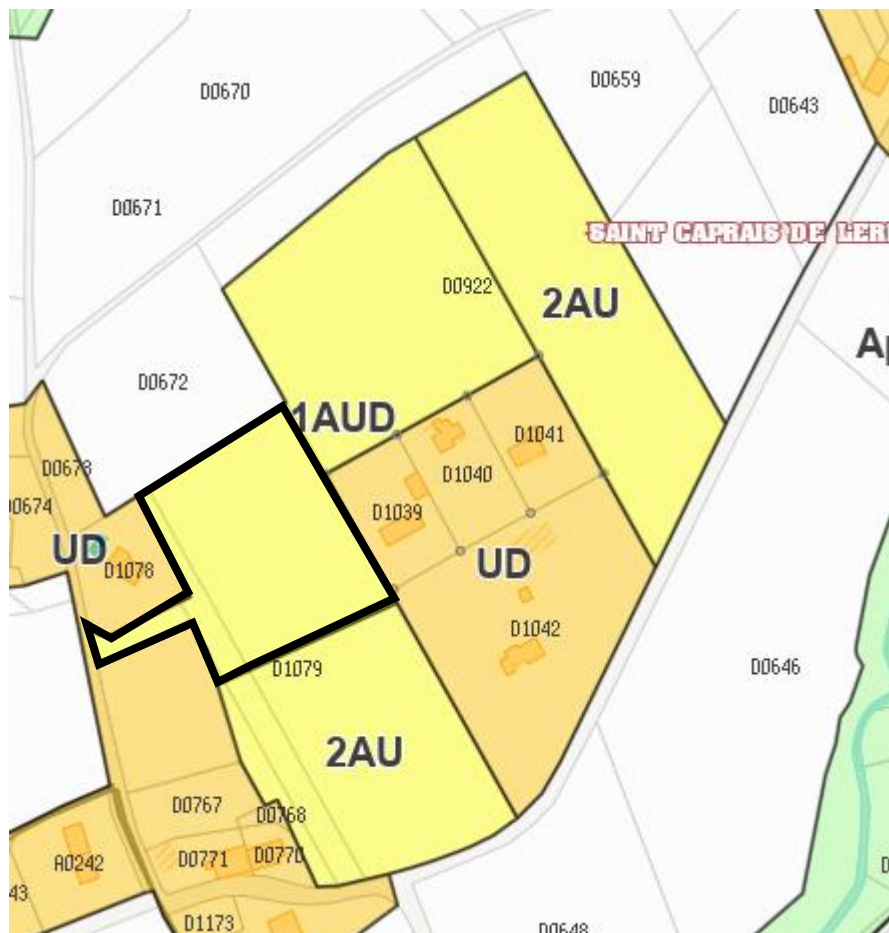 D0670
D0659
D0643
D0671
SAINT CAPRAIS DE LER
D0922
2AU
D0672
1AUD
D1041
D0673
D1040
D0674
D1039
UD
D1078
UD
D1042
D1079
D0646
2AU
D0767
D0768
A0242
D0771
D0770
43
D1173
D0648